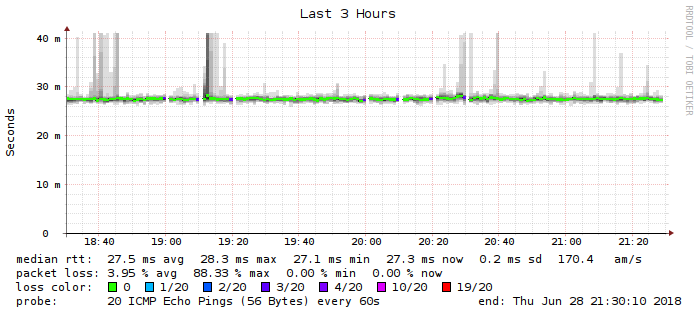 Last 3 Hours
RRDTOOL / TOBI OETIKER
Seconds
40 m
30 m
20 m
10 m
0
18:40 19:00 19:20 19:40 20:00 20:20 20:40 21:00 21:20
median rtt: 27.5 ms avg 28.3 ms max 27.1 ms min 27.3 ms now 0.2 ms sd 170.4 am/s
packet loss: 3.95 % avg 88.33 % max 0.00 % min 0.00 % now
loss color: 0 1/20 2/20 3/20 4/20 10/20 19/20
probe: 20 ICMP Echo Pings (56 Bytes) every 60s end: Thu Jun 28 21:30:10 2018